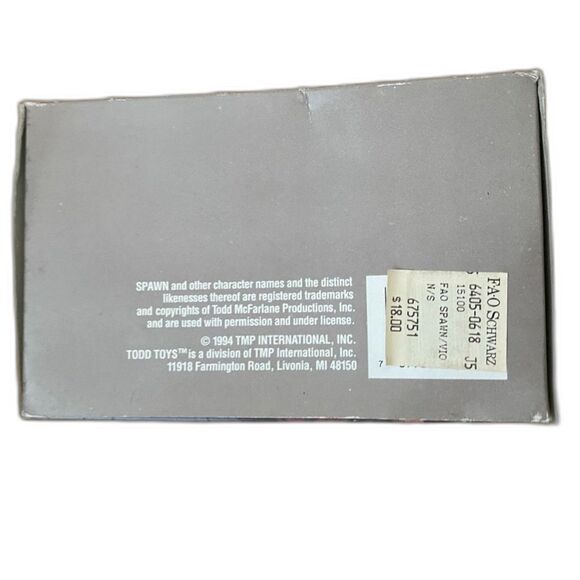 SPAWN and other character names and the distinct
likenesses thereof are registered trademarks
and copyrights of Todd McFarlane Productions, Inc.
and are used with permission and under license.
© 1994 TMP INTERNATIONAL, INC.
TODD TOYS™ is a division of TMP International, Inc.
11918 Farmington Road, Livonia, MI 48150
F·A·O SCHWARZ
6405-0618 J5
15100
FAO SPAWN/VIO
N/S
675751
$18.00
7